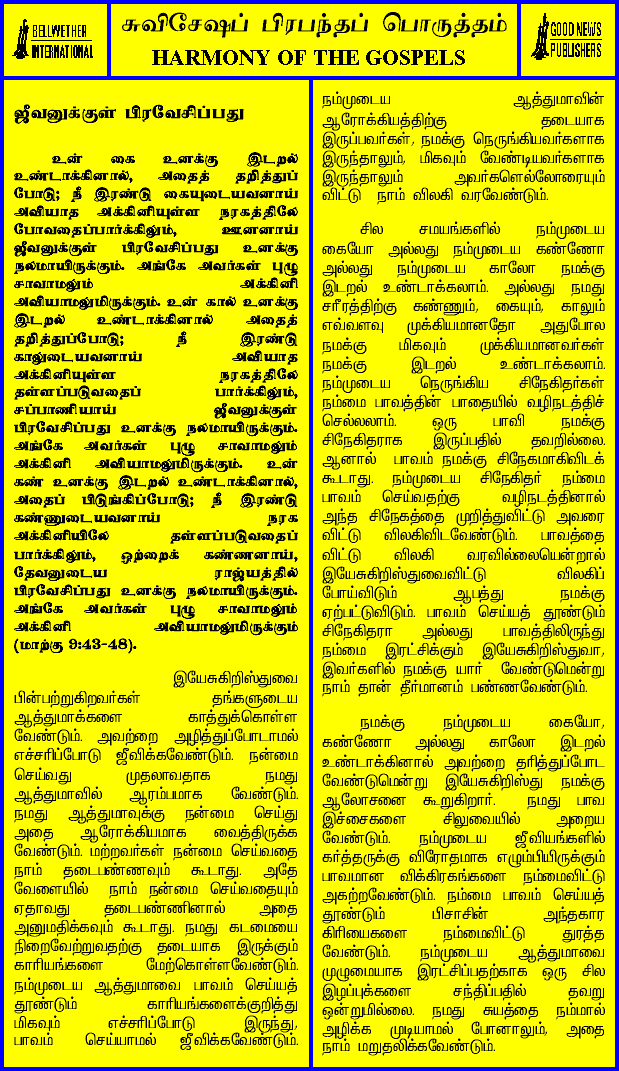 BELLWETHER
INTERNATIONAL
சுவிசேஷப் பிரபந்தப் பொருத்தம்
HARMONY OF THE GOSPELS
GOOD NEWS
PUBLISHERS
ஜீவனுக்குள் பிரவேசிப்பது
உன் கை உனக்கு இடறல்
உண்டாக்கினால், அதைத் தறித்துப்
போடு; நீ இரண்டு கையுடையவனாய்
அவியாத அக்கினியுள்ள நரகத்திலே
போவதைப்பார்க்கிலும், ஊனனாய்
ஜீவனுக்குள் பிரவேசிப்பது உனக்கு
நலமாயிருக்கும். அங்கே அவர்கள் புழு
சாவாமலும் அக்கினி
அவியாமலுமிருக்கும். உன் கால் உனக்கு
இடறல் உண்டாக்கினால் அதைத்
தறித்துப்போடு; நீ இரண்டு
காலுடையவனாய் அவியாத
அக்கினியுள்ள நரகத்திலே
தள்ளப்படுவதைப் பார்க்கிலும்,
சப்பாணியாய் ஜீவனுக்குள்
பிரவேசிப்பது உனக்கு நலமாயிருக்கும்.
அங்கே அவர்கள் புழு சாவாமலும்
அக்கினி அவியாமலுமிருக்கும். உன்
கண் உனக்கு இடறல் உண்டாக்கினால்,
அதைப் பிடுங்கிப்போடு; நீ இரண்டு
கண்ணுடையவனாய் நரக
அக்கினியிலே தள்ளப்படுவதைப்
பார்க்கிலும், ஒற்றைக் கண்ணனாய்,
தேவனுடைய ராஜ்யத்தில்
பிரவேசிப்பது உனக்கு நலமாயிருக்கும்.
அங்கே அவர்கள் புழு சாவாமலும்
அக்கினி அவியாமலுமிருக்கும்
(மாற்கு 9:43-48).
இயேசுகிறிஸ்துவை
பின்பற்றுகிறவர்கள் தங்களுடைய
ஆத்துமாக்களை காத்துக்கொள்ள
வேண்டும். அவற்றை அழித்துப்போடாமல்
எச்சரிப்போடு ஜீவிக்கவேண்டும். நன்மை
செய்வது முதலாவதாக நமது
ஆத்துமாவில் ஆரம்பமாக வேண்டும்.
நமது ஆத்துமாவுக்கு நன்மை செய்து
அதை ஆரோக்கியமாக வைத்திருக்க
வேண்டும். மற்றவர்கள் நன்மை செய்வதை
நாம் தடைபண்ணவும் கூடாது. அதே
வேளையில் நாம் நன்மை செய்வதையும்
ஏதாவது தடைபண்ணினால் அதை
அனுமதிக்கவும் கூடாது. நமது கடமையை
நிறைவேற்றுவதற்கு தடையாக இருக்கும்
காரியங்களை மேற்கொள்ளவேண்டும்.
நம்முடைய ஆத்துமாவை பாவம் செய்யத்
தூண்டும் காரியங்களைக்குறித்து
மிகவும் எச்சரிப்போடு இருந்து,
பாவம் செய்யாமல் ஜீவிக்கவேண்டும்.
நம்முடைய ஆத்துமாவின்
ஆரோக்கியத்திற்கு தடையாக
இருப்பவர்கள், நமக்கு நெருங்கியவர்களாக
இருந்தாலும், மிகவும் வேண்டியவர்களாக
இருந்தாலும் அவர்களெல்லோரையும்
விட்டு நாம் விலகி வரவேண்டும்.
சில சமயங்களில் நம்முடைய
கையோ அல்லது நம்முடைய கண்ணோ
அல்லது நம்முடைய காலோ நமக்கு
இடறல் உண்டாக்கலாம். அல்லது நமது
சரீரத்திற்கு கண்ணும், கையும், காலும்
எவ்வளவு முக்கியமானதோ அதுபோல
நமக்கு மிகவும் முக்கியமானவர்கள்
நமக்கு இடறல் உண்டாக்கலாம்.
நம்முடைய நெருங்கிய சிநேகிதர்கள்
நம்மை பாவத்தின் பாதையில் வழிநடத்திச்
செல்லலாம். ஒரு பாவி நமக்கு
சிநேகிதராக இருப்பதில் தவறில்லை.
ஆனால் பாவம் நமக்கு சிநேகமாகிவிடக்
கூடாது. நம்முடைய சிநேகிதர் நம்மை
பாவம் செய்வதற்கு வழிநடத்தினால்
அந்த சிநேகத்தை முறித்துவிட்டு அவரை
விட்டு விலகிவிடவேண்டும். பாவத்தை
விட்டு விலகி வரவில்லையென்றால்
இயேசுகிறிஸ்துவைவிட்டு விலகிப்
போய்விடும் ஆபத்து நமக்கு
ஏற்பட்டுவிடும். பாவம் செய்யத் தூண்டும்
சிநேகிதரா அல்லது பாவத்திலிருந்து
நம்மை இரட்சிக்கும் இயேசுகிறிஸ்துவா,
இவர்களில் நமக்கு யார் வேண்டுமென்று
நாம் தான் தீர்மானம் பண்ணவேண்டும்.
நமக்கு நம்முடைய கையோ,
கண்ணோ அல்லது காலோ இடறல்
உண்டாக்கினால் அவற்றை தரித்துப்போட
வேண்டுமென்று இயேசுகிறிஸ்து நமக்கு
ஆலோசனை கூறுகிறார். நமது பாவ
இச்சைகளை சிலுவையில் அறைய
வேண்டும். நம்முடைய ஜீவியங்களில்
கர்த்தருக்கு விரோதமாக எழும்பியிருக்கும்
பாவமான விக்கிரகங்களை நம்மைவிட்டு
அகற்றவேண்டும். நம்மை பாவம் செய்யத்
தூண்டும் பிசாசின் அந்தகார
கிரியைகளை நம்மைவிட்டு துரத்த
வேண்டும். நம்முடைய ஆத்துமாவை
முழுமையாக இரட்சிப்பதற்காக ஒரு சில
இழப்புக்களை சந்திப்பதில் தவறு
ஒன்றுமில்லை. நமது சுயத்தை நம்மால்
அழிக்க முடியாமல் போனாலும், அதை
நாம் மறுதலிக்கவேண்டும்.